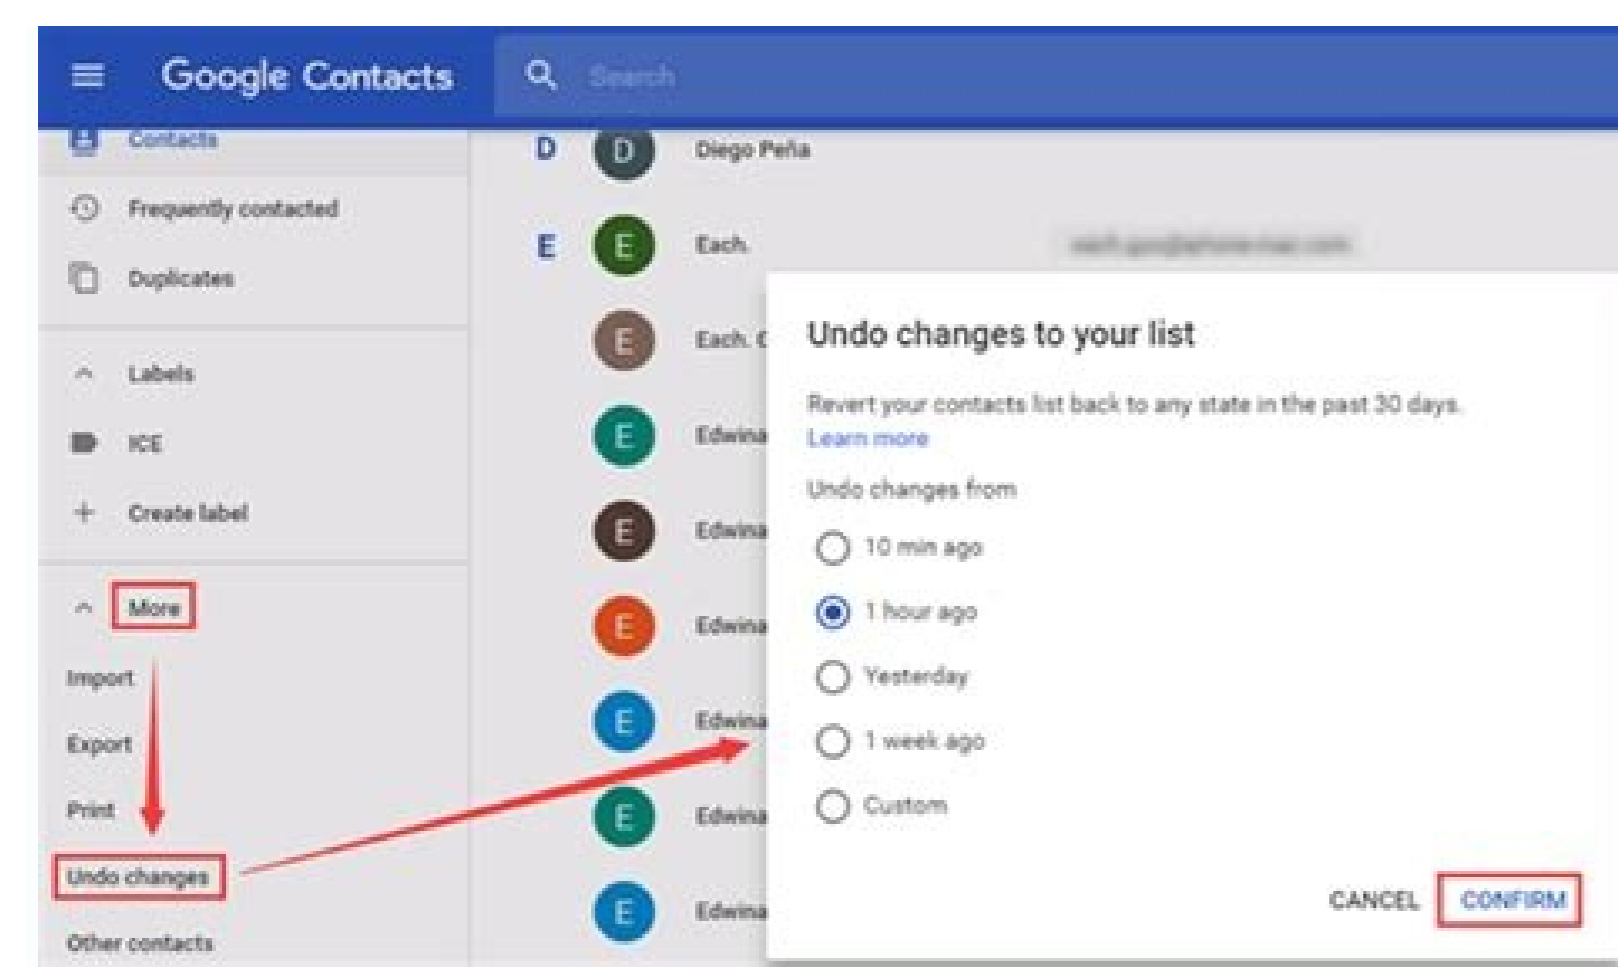 Google Contacts
Search
Contacts
Frequently contacted
Duplicates
Labels
ICE
Create label
More
Import
Export
Print
Undo changes
Other contacts
D
D
Diego Peña
E
E
Each.
E
Each. C
E
Edwina
E
Edwina
E
Edwina
E
Edwina
E
Edwina
E
Edwina
Undo changes to your list
Revert your contacts list back to any state in the past 30 days.
Learn more
Undo changes from
10 min ago
1 hour ago
Yesterday
1 week ago
Custom
CANCEL
CONFIRM